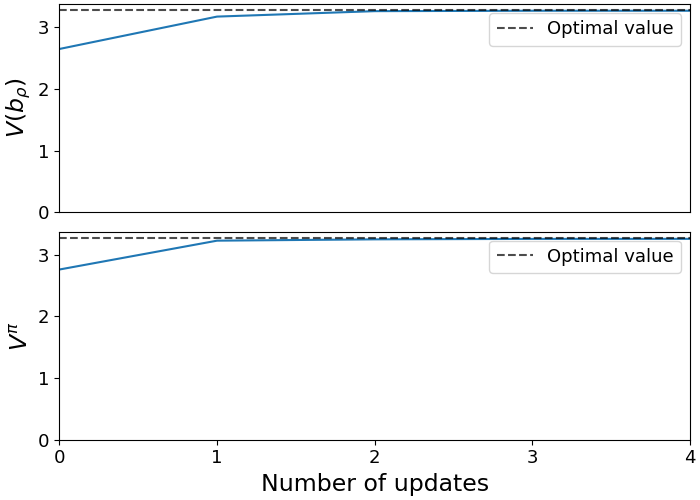 3
2
1
0
V(b_ρ)
Optimal value
3
2
1
0
V^π
Optimal value
0 1 2 3 4
Number of updates